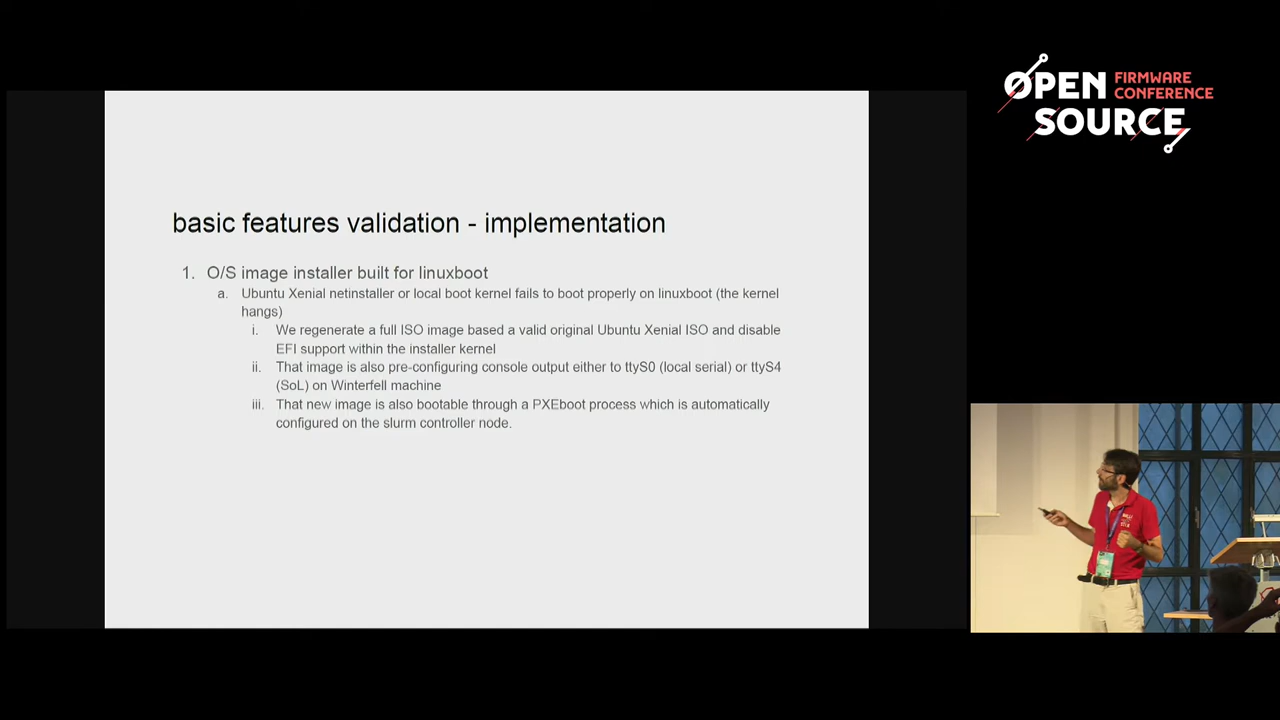 OPEN FIRMWARE
CONFERENCE
SOURCE
basic features validation - implementation
1. O/S image installer built for linuxboot
a. Ubuntu Xenial netinstaller or local boot kernel fails to boot properly on linuxboot (the kernel
hangs)
i. We regenerate a full ISO image based a valid original Ubuntu Xenial ISO and disable
EFI support within the installer kernel
ii. That image is also pre-configuring console output either to ttyS0 (local serial) or ttyS4
(SoL) on Winterfell machine
iii. That new image is also bootable through a PXEboot process which is automatically
configured on the slurm controller node.